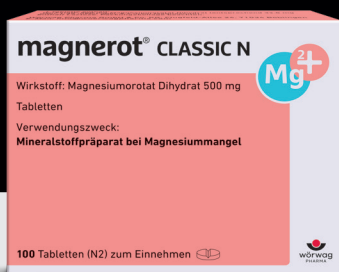 magnerot® CLASSIC N
Mg2+
Wirkstoff: Magnesiumorotat Dihydrat 500 mg
Tabletten
Verwendungszweck:
Mineralstoffpräparat bei Magnesiummangel
100 Tabletten (N2) zum Einnehmen
wörwag
PHARMA